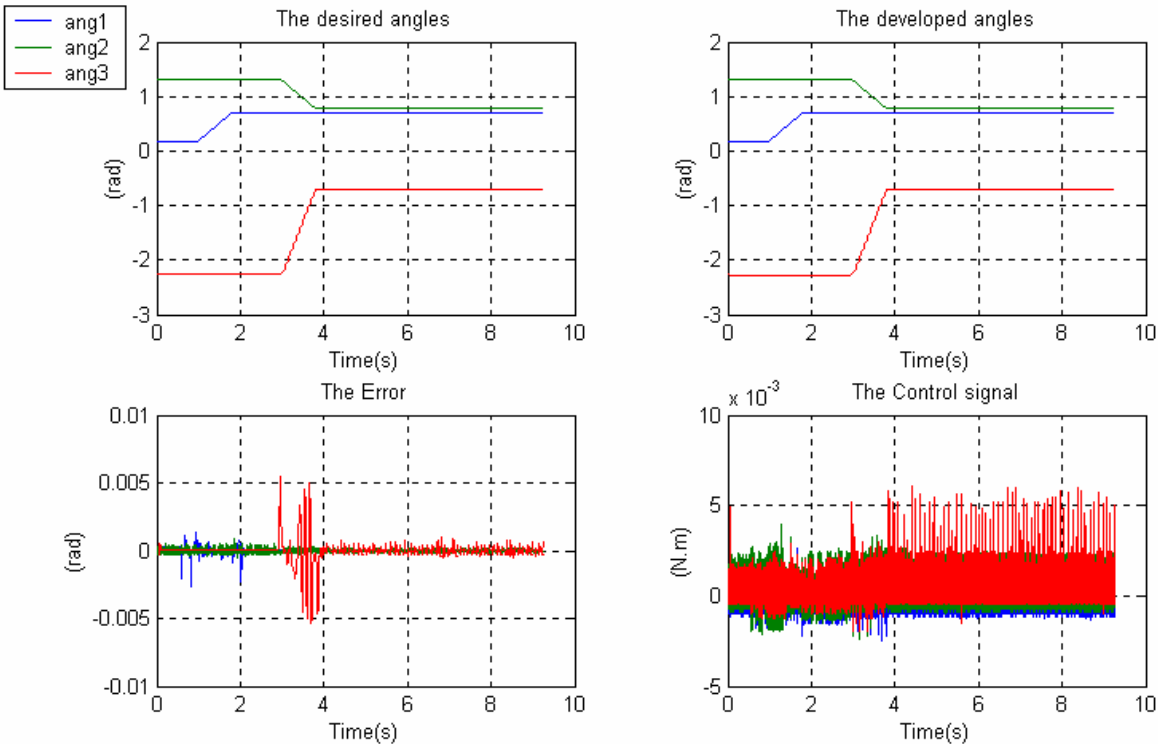 ang1
ang2
ang3
The desired angles
2
1
0
-1
-2
-3
(rad)
0 2 4 6 8 10
Time(s)
The developed angles
2
1
0
-1
-2
-3
(rad)
0 2 4 6 8 10
Time(s)
The Error
0.01
0.005
0
-0.005
-0.01
(rad)
0 2 4 6 8 10
Time(s)
x 10⁻³
The Control signal
10
5
0
-5
(N.m)
0 2 4 6 8 10
Time(s)